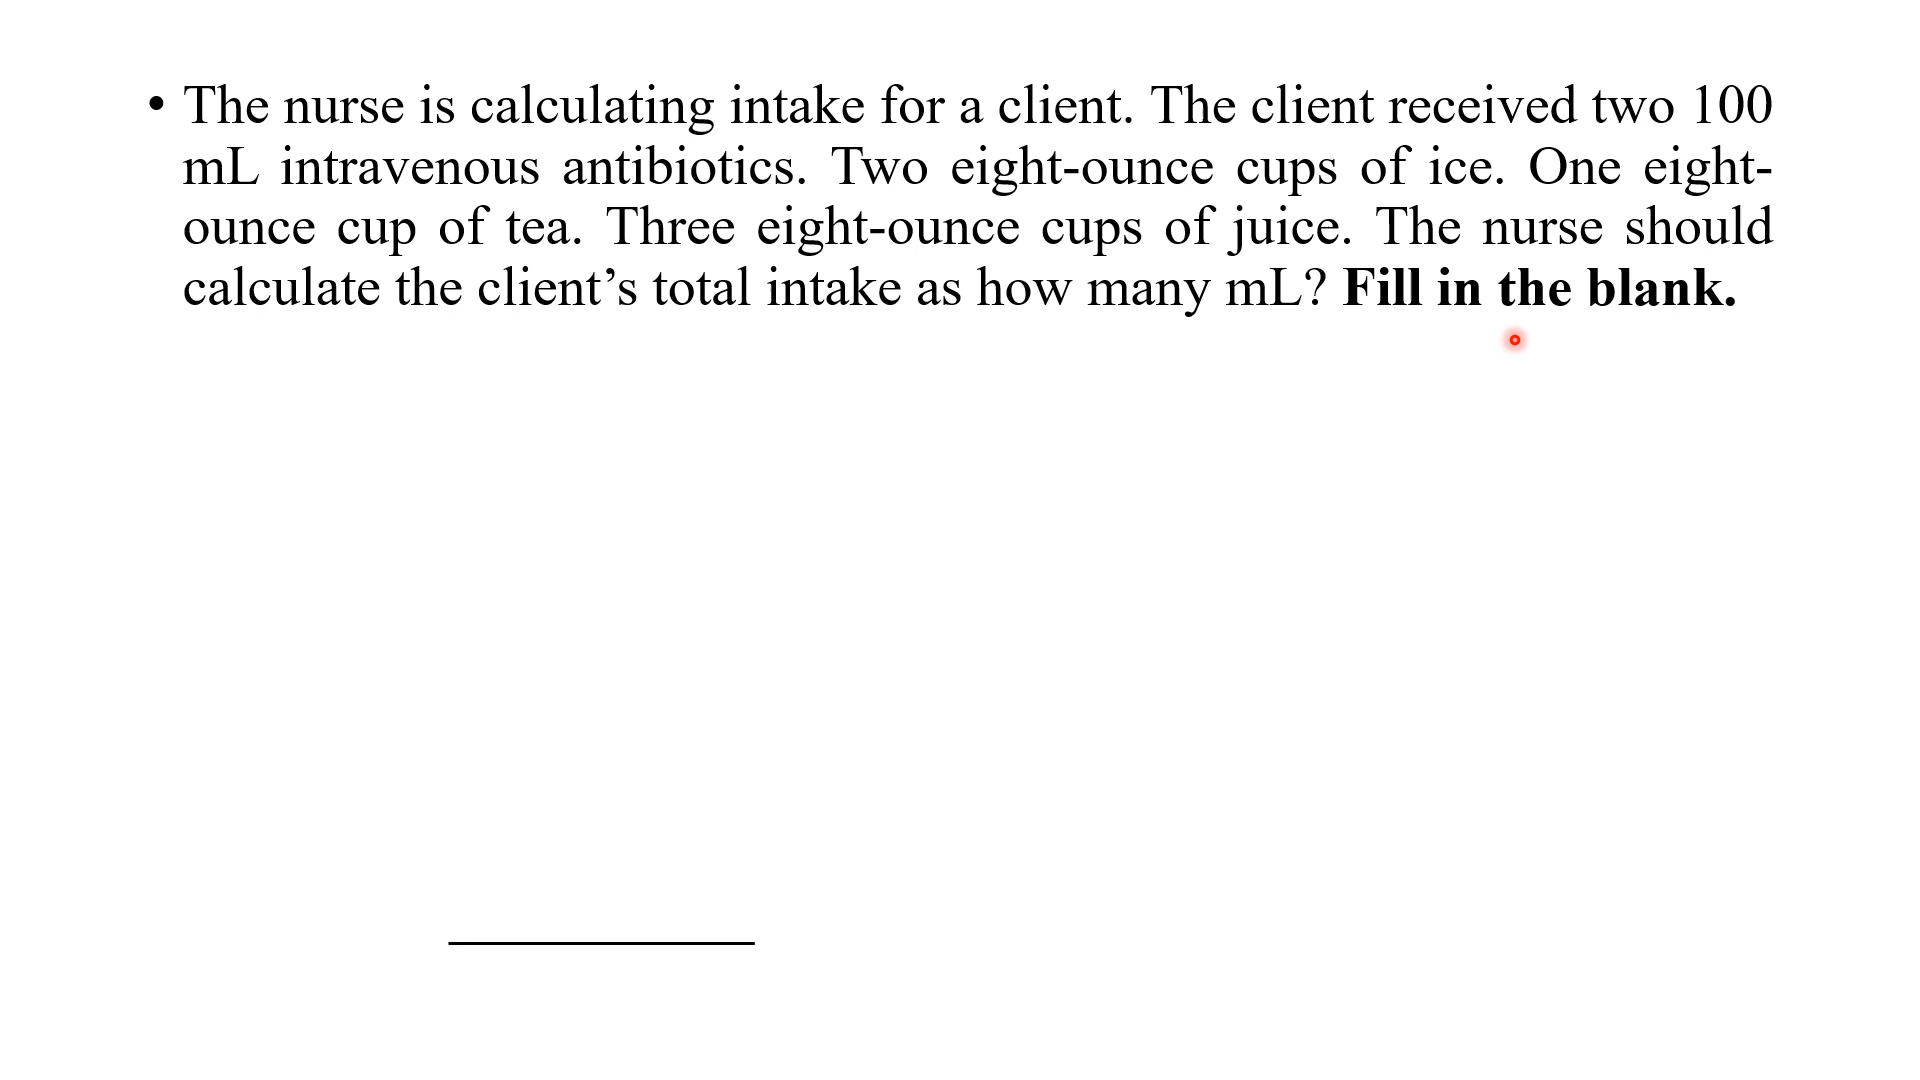 • The nurse is calculating intake for a client. The client received two 100
mL intravenous antibiotics. Two eight-ounce cups of ice. One eight-
ounce cup of tea. Three eight-ounce cups of juice. The nurse should
calculate the client’s total intake as how many mL? Fill in the blank.